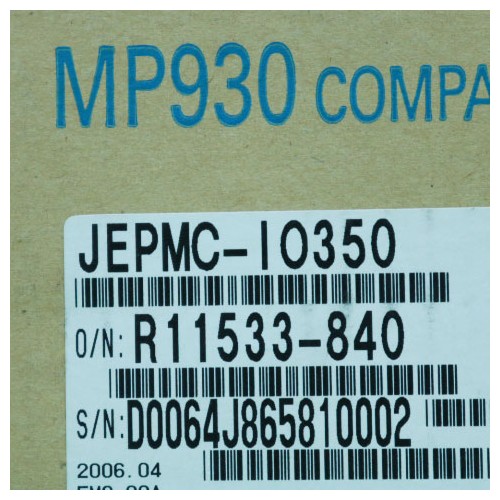 MP930 COMPA
JEPMC-IO350
O/N: R11533-840
S/N: D0064J865810002
2006.04